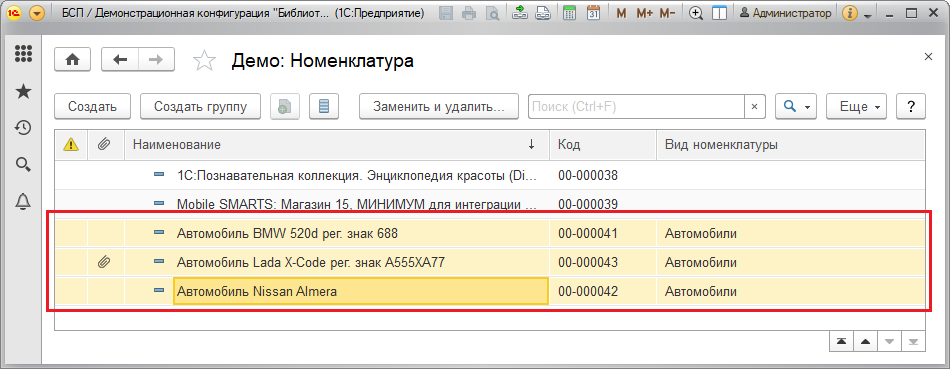 1С БСП / Демонстрационная конфигурация "Библиот... (1С:Предприятие) 31 M M+ M− Администратор i
Демо: Номенклатура
Создать Создать группу Заменить и удалить... Поиск (Ctrl+F) × Еще ?
Наименование ↓ Код Вид номенклатуры
1С:Познавательная коллекция. Энциклопедия красоты (Di... 00-000038
Mobile SMARTS: Магазин 15, МИНИМУМ для интеграции ... 00-000039
Автомобиль BMW 520d рег. знак 688 00-000041 Автомобили
Автомобиль Lada X-Code рег. знак А555ХА77 00-000043 Автомобили
Автомобиль Nissan Almera 00-000042 Автомобили